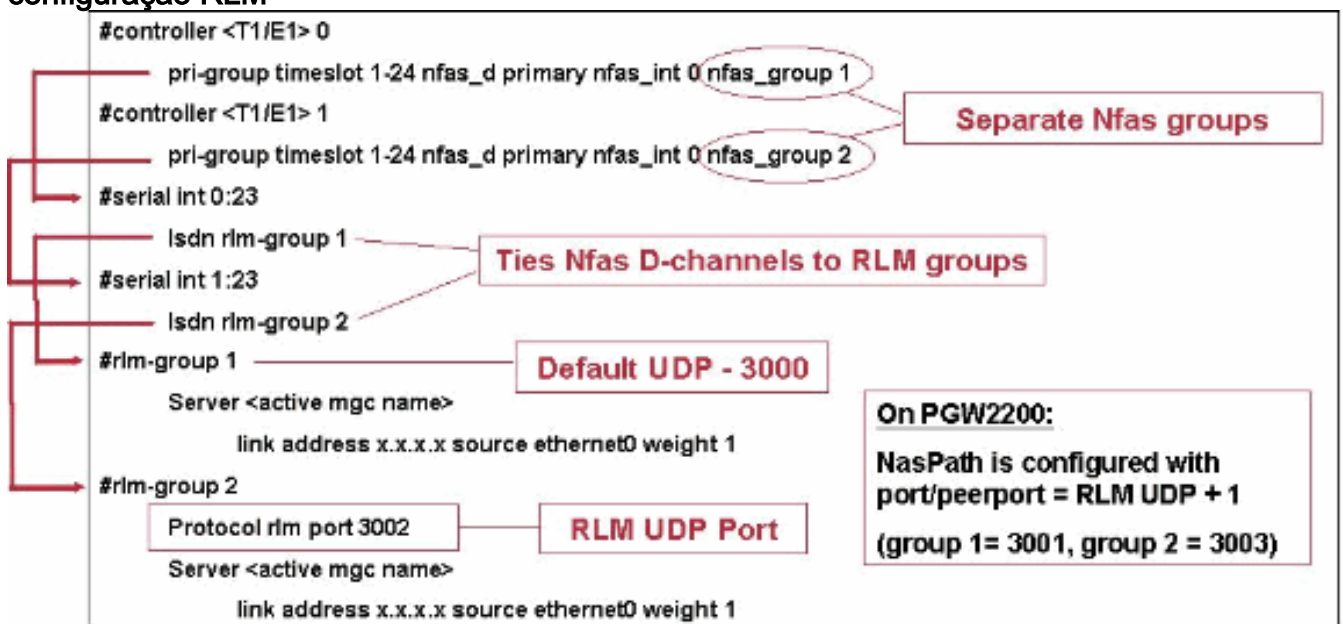 configuração RLM
#controller <T1/E1> 0
pri-group timeslot 1-24 nfas_d primary nfas_int 0 nfas_group 1
#controller <T1/E1> 1
pri-group timeslot 1-24 nfas_d primary nfas_int 0 nfas_group 2
Separate Nfas groups
#serial int 0:23
Isdn rlm-group 1
#serial int 1:23
Isdn rlm-group 2
Ties Nfas D-channels to RLM groups
#rlm-group 1
Default UDP - 3000
Server <active mgc name>
link address x.x.x.x source ethernet0 weight 1
#rlm-group 2
Protocol rlm port 3002
RLM UDP Port
Server <active mgc name>
link address x.x.x.x source ethernet0 weight 1
On PGW2200:
NasPath is configured with
port/peerport = RLM UDP + 1
(group 1= 3001, group 2 = 3003)